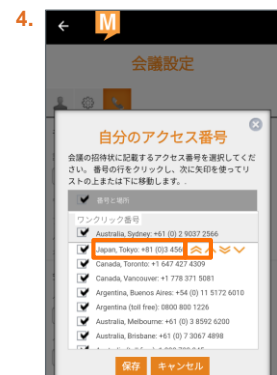 4.
M
会議設定
自分のアクセス番号
会議の招待状に記載するアクセス番号を選択してくだ
さい。 番号の行をクリックし、次に矢印を使ってリ
ストの上または下に移動します。.
番号と場所
ワンクリック番号
Australia, Sydney: +61 (0) 2 9037 2566
Japan, Tokyo: +81 (0)3 456
Canada, Toronto: +1 647 427 4309
Canada, Vancouver: +1 778 371 5081
Argentina, Buenos Aires: +54 (0) 11 5172 6010
Argentina (toll free): 0800 800 1226
Australia, Melbourne: +61 (0) 3 8592 6200
Australia, Brisbane: +61 (0) 7 3067 4898
保存 キャンセル